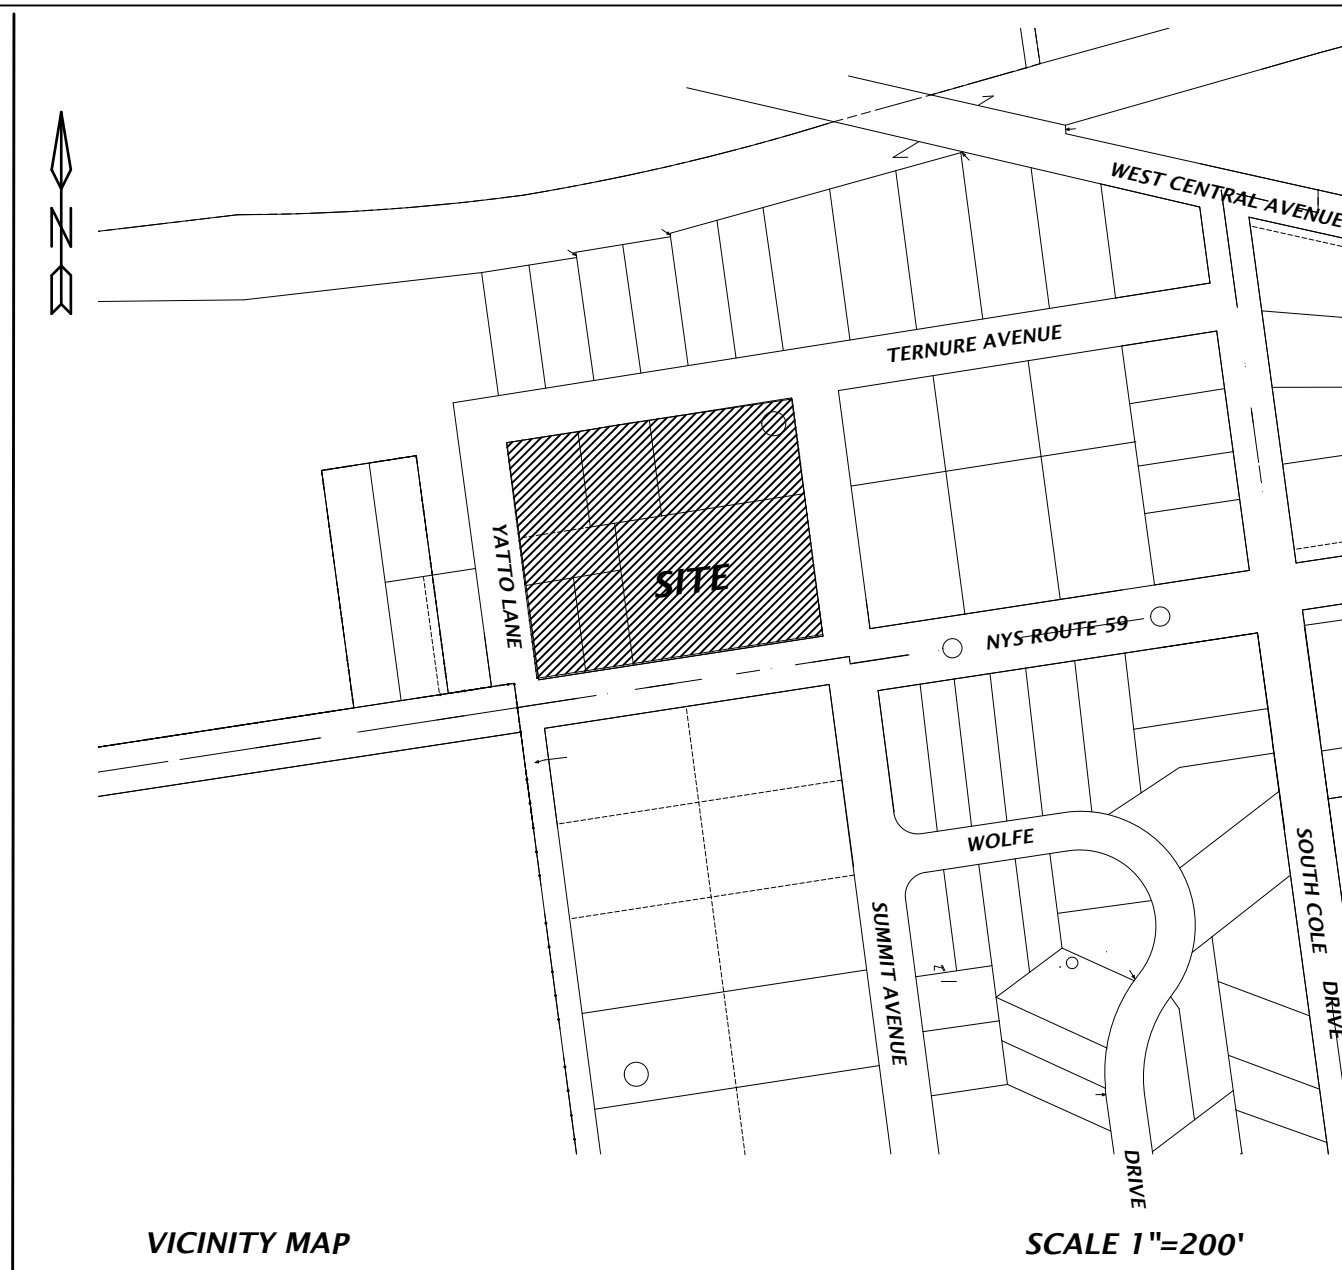 N
WEST CENTRAL AVENUE
TERNURE AVENUE
YATTO LANE
SITE
NYS ROUTE 59
WOLFE
SOUTH COLE
SUMMIT AVENUE
DRIVE
DRIVE
VICINITY MAP
SCALE 1"=200'